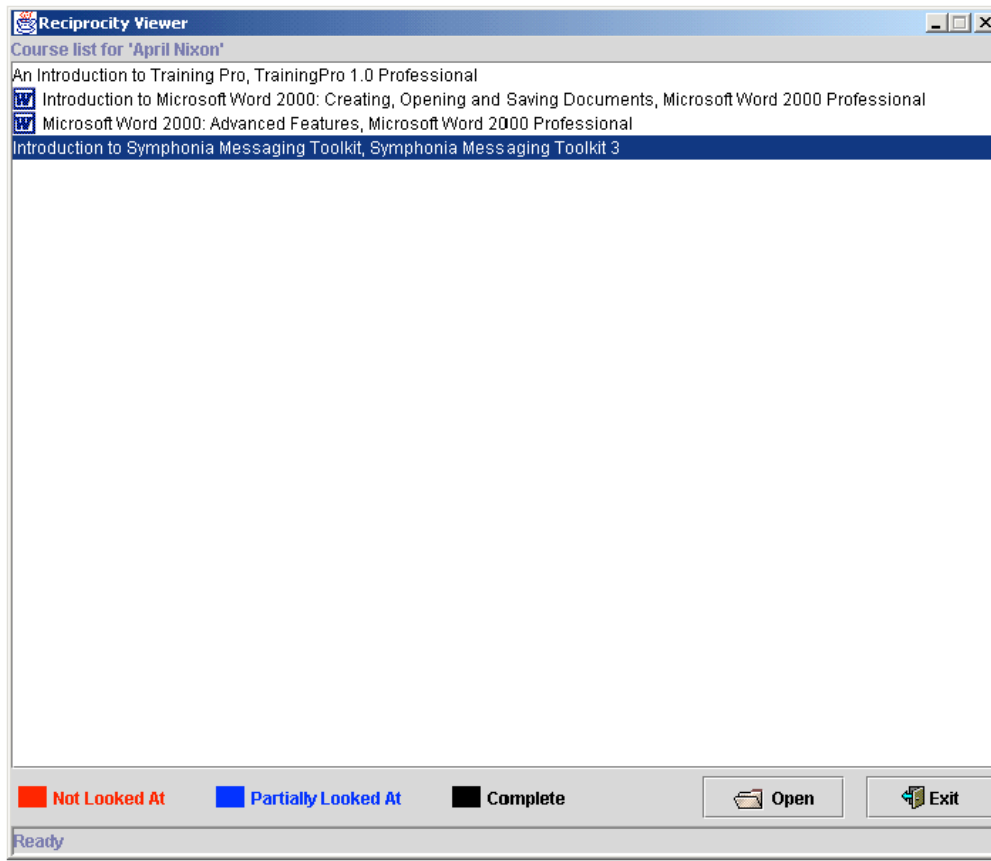 Reciprocity Viewer
Course list for 'April Nixon'
An Introduction to Training Pro, TrainingPro 1.0 Professional
Introduction to Microsoft Word 2000: Creating, Opening and Saving Documents, Microsoft Word 2000 Professional
Microsoft Word 2000: Advanced Features, Microsoft Word 2000 Professional
Introduction to Symphonia Messaging Toolkit, Symphonia Messaging Toolkit 3
Not Looked At Partially Looked At Complete Open Exit
Ready